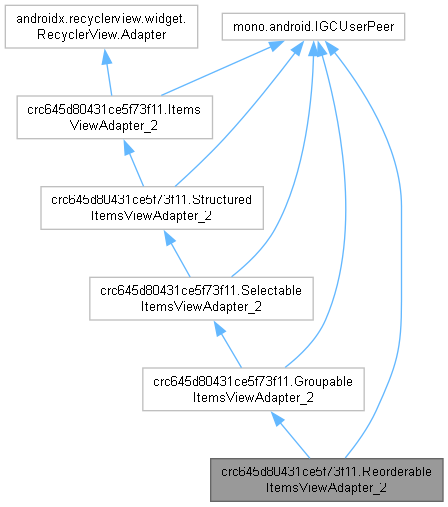 androidx.recyclerview.widget.
RecyclerView.Adapter
mono.android.IGCUserPeer
crc645d80431ce5f73f11.Items
ViewAdapter_2
crc645d80431ce5f73f11.Structured
ItemsViewAdapter_2
crc645d80431ce5f73f11.Selectable
ItemsViewAdapter_2
crc645d80431ce5f73f11.Groupable
ItemsViewAdapter_2
crc645d80431ce5f73f11.Reorderable
ItemsViewAdapter_2